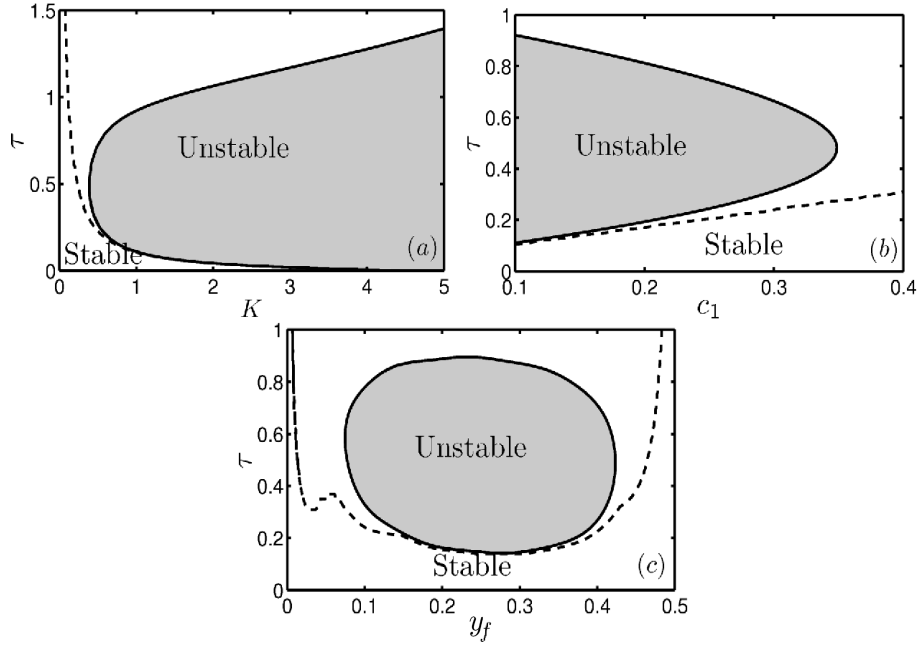 1.5
1
0.5
0
τ
Unstable
Stable
(a)
0 1 2 3 4 5
K
1
0.8
0.6
0.4
0.2
0
τ
Unstable
Stable
(b)
0.1 0.2 0.3 0.4
c₁
1
0.8
0.6
0.4
0.2
0
τ
Unstable
Stable
(c)
0 0.1 0.2 0.3 0.4 0.5
y_f